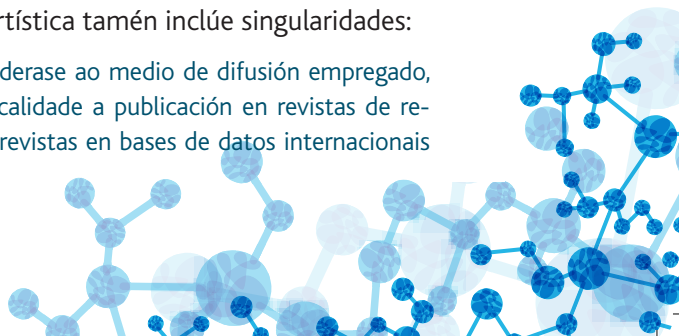 rtística tamén inclúe singularidades:
derase ao medio de difusión empregado,
calidade a publicación en revistas de re-
revistas en bases de datos internacionais